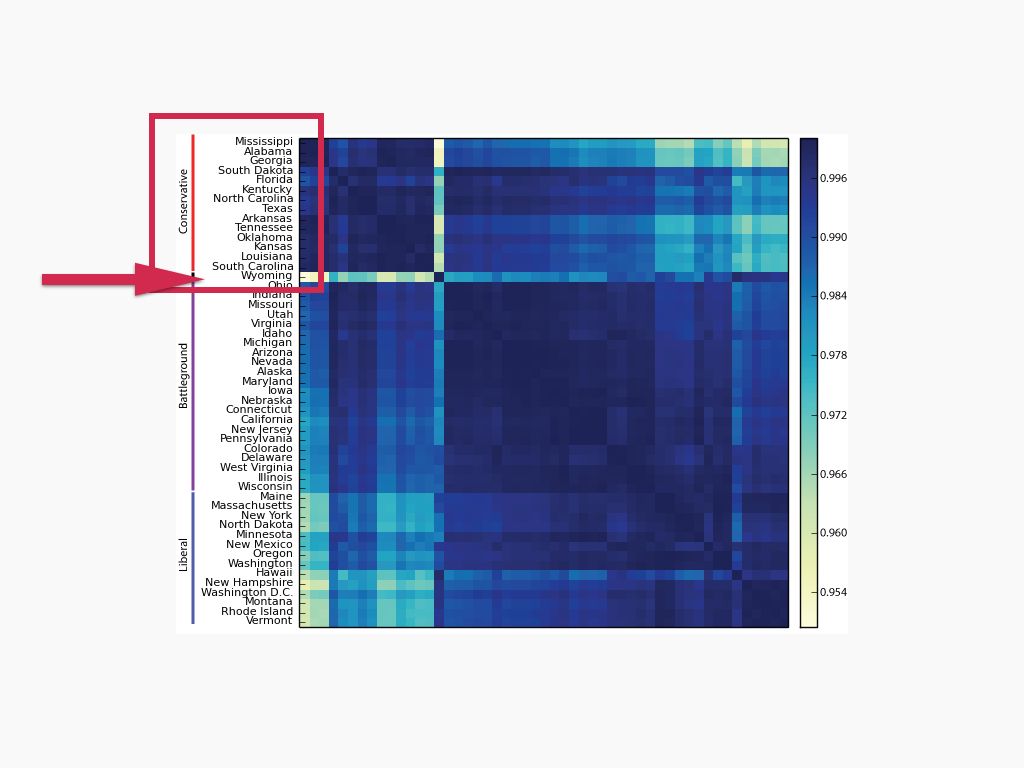 Conservative
Battleground
Liberal
Mississippi
Alabama
Georgia
South Dakota
Florida
Kentucky
North Carolina
Texas
Arkansas
Tennessee
Oklahoma
Kansas
Louisiana
South Carolina
Wyoming
Ohio
Indiana
Missouri
Utah
Virginia
Idaho
Michigan
Arizona
Nevada
Alaska
Maryland
Iowa
Nebraska
Connecticut
California
New Jersey
Pennsylvania
Colorado
Delaware
West Virginia
Illinois
Wisconsin
Maine
Massachusetts
New York
North Dakota
Minnesota
New Mexico
Oregon
Washington
Hawaii
New Hampshire
Washington D.C.
Montana
Rhode Island
Vermont
0.996
0.990
0.984
0.978
0.972
0.966
0.960
0.954